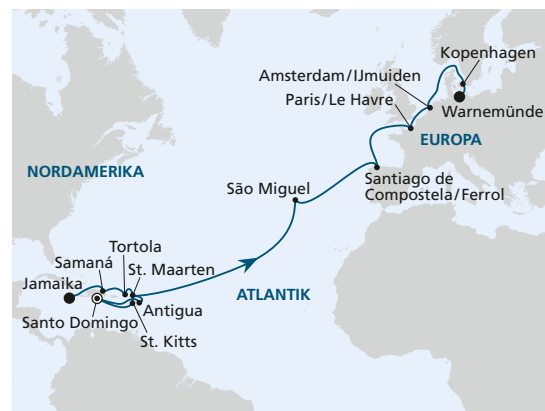 Kopenhagen
Amsterdam/IJmuiden
Paris/Le Havre
Warnemünde
EUROPA
NORDAMERIKA
Santiago de
Compostela/Ferrol
São Miguel
Tortola
Samaná
St. Maarten
Jamaika
ATLANTIK
Antigua
Santo Domingo
St. Kitts